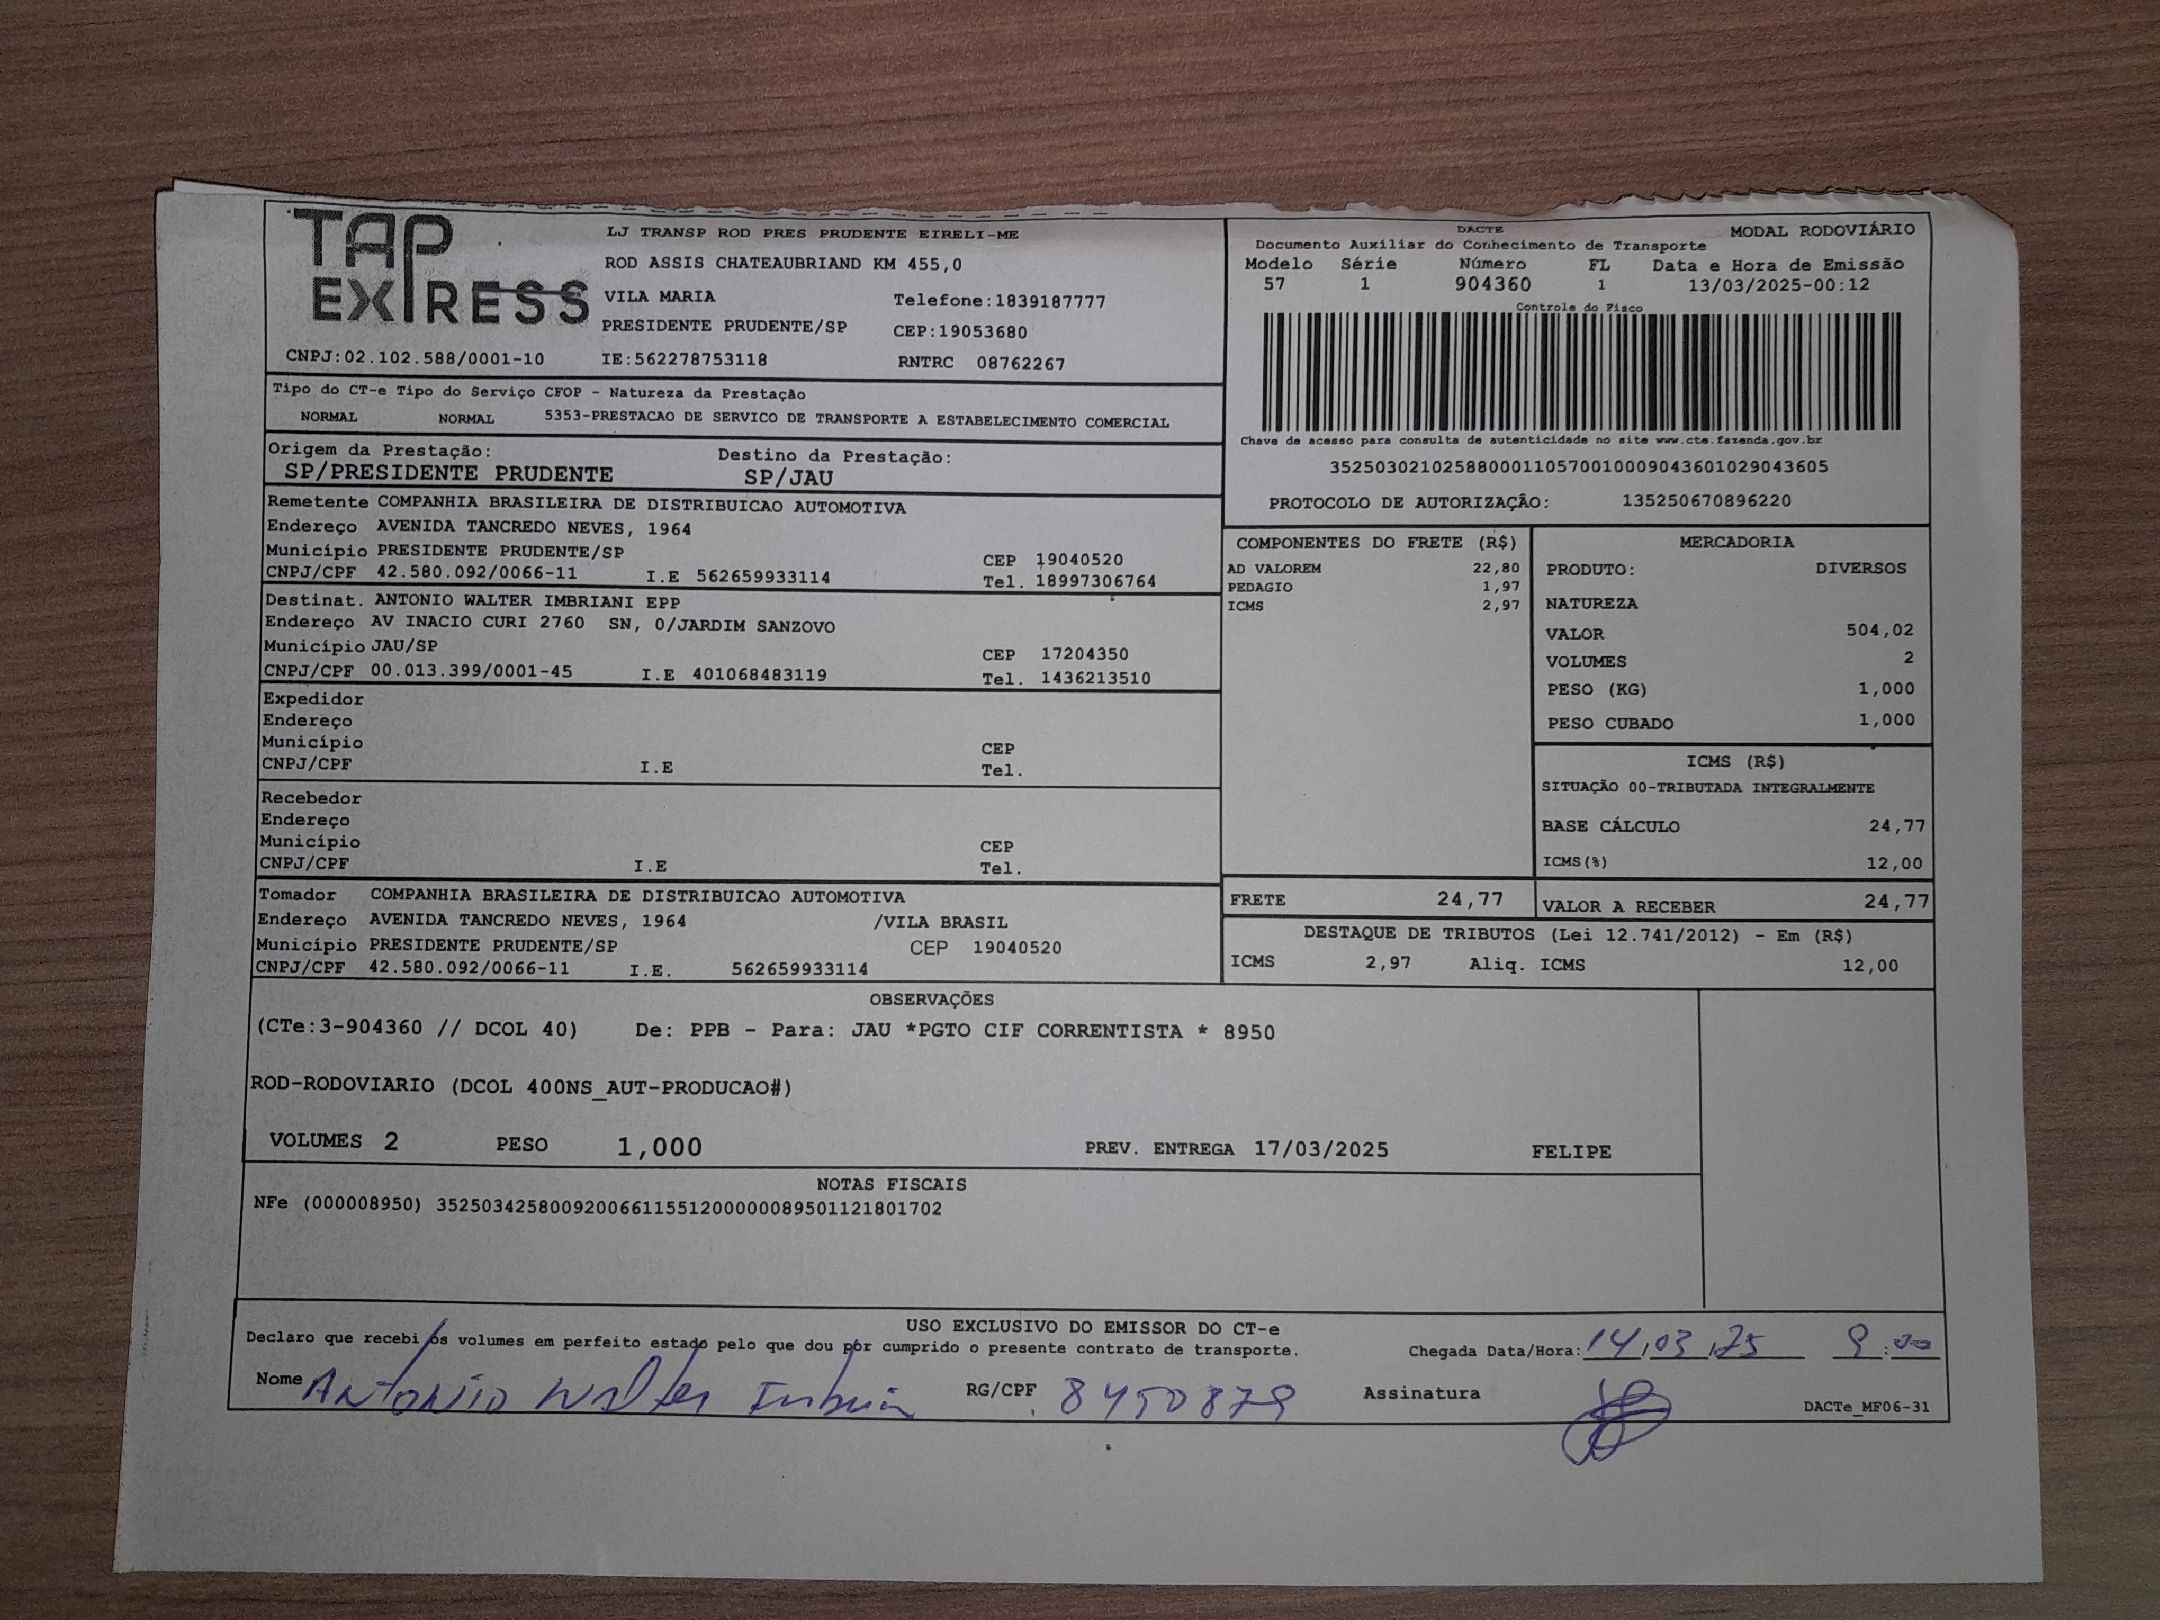 TAP
EXPRESS
LJ TRANSP ROD PRES PRUDENTE EIRELI-ME
ROD ASSIS CHATEAUBRIAND KM 455,0
VILA MARIA Telefone:1839187777
PRESIDENTE PRUDENTE/SP CEP:19053680
CNPJ:02.102.588/0001-10 IE:562278753118 RNTRC 08762267
DACTE MODAL RODOVIÁRIO
Documento Auxiliar do Conhecimento de Transporte
Modelo Série Número FL Data e Hora de Emissão
57 1 904360 1 13/03/2025-00:12
Controle do Fisco
Chave de acesso para consulta de autenticidade no site www.cte.fazenda.gov.br
35250302102588000110570010009043601029043605
PROTOCOLO DE AUTORIZAÇÃO: 135250670896220
Tipo do CT-e Tipo do Serviço CFOP - Natureza da Prestação
NORMAL NORMAL 5353-PRESTACAO DE SERVICO DE TRANSPORTE A ESTABELECIMENTO COMERCIAL
Origem da Prestação: Destino da Prestação:
SP/PRESIDENTE PRUDENTE SP/JAU
Remetente COMPANHIA BRASILEIRA DE DISTRIBUICAO AUTOMOTIVA
Endereço AVENIDA TANCREDO NEVES, 1964
Município PRESIDENTE PRUDENTE/SP CEP 19040520
CNPJ/CPF 42.580.092/0066-11 I.E 562659933114 Tel. 18997306764
Destinat. ANTONIO WALTER IMBRIANI EPP
Endereço AV INACIO CURI 2760 SN, 0/JARDIM SANZOVO
Município JAU/SP CEP 17204350
CNPJ/CPF 00.013.399/0001-45 I.E 401068483119 Tel. 1436213510
Expedidor
Endereço
Município CEP
CNPJ/CPF I.E Tel.
Recebedor
Endereço
Município CEP
CNPJ/CPF I.E Tel.
Tomador COMPANHIA BRASILEIRA DE DISTRIBUICAO AUTOMOTIVA
Endereço AVENIDA TANCREDO NEVES, 1964 /VILA BRASIL
Município PRESIDENTE PRUDENTE/SP CEP 19040520
CNPJ/CPF 42.580.092/0066-11 I.E. 562659933114
COMPONENTES DO FRETE (R$)
AD VALOREM 22,80
PEDAGIO 1,97
ICMS 2,97
MERCADORIA
PRODUTO: DIVERSOS
NATUREZA
VALOR 504,02
VOLUMES 2
PESO (KG) 1,000
PESO CUBADO 1,000
ICMS (R$)
SITUAÇÃO 00-TRIBUTADA INTEGRALMENTE
BASE CÁLCULO 24,77
ICMS(%) 12,00
FRETE 24,77 VALOR A RECEBER 24,77
DESTAQUE DE TRIBUTOS (Lei 12.741/2012) - Em (R$)
ICMS 2,97 Aliq. ICMS 12,00
OBSERVAÇÕES
(CTe:3-904360 // DCOL 40) De: PPB - Para: JAU *PGTO CIF CORRENTISTA * 8950
ROD-RODOVIARIO (DCOL 400NS_AUT-PRODUCAO#)
VOLUMES 2 PESO 1,000 PREV. ENTREGA 17/03/2025 FELIPE
NOTAS FISCAIS
NFe (000008950) 35250342580092006611551200000089501121801702
USO EXCLUSIVO DO EMISSOR DO CT-e
Declaro que recebi os volumes em perfeito estado pelo que dou por cumprido o presente contrato de transporte. Chegada Data/Hora: 14,03,25 9:00
Nome Antonio Walter RG/CPF 8450879 Assinatura
DACTe_MF06-31